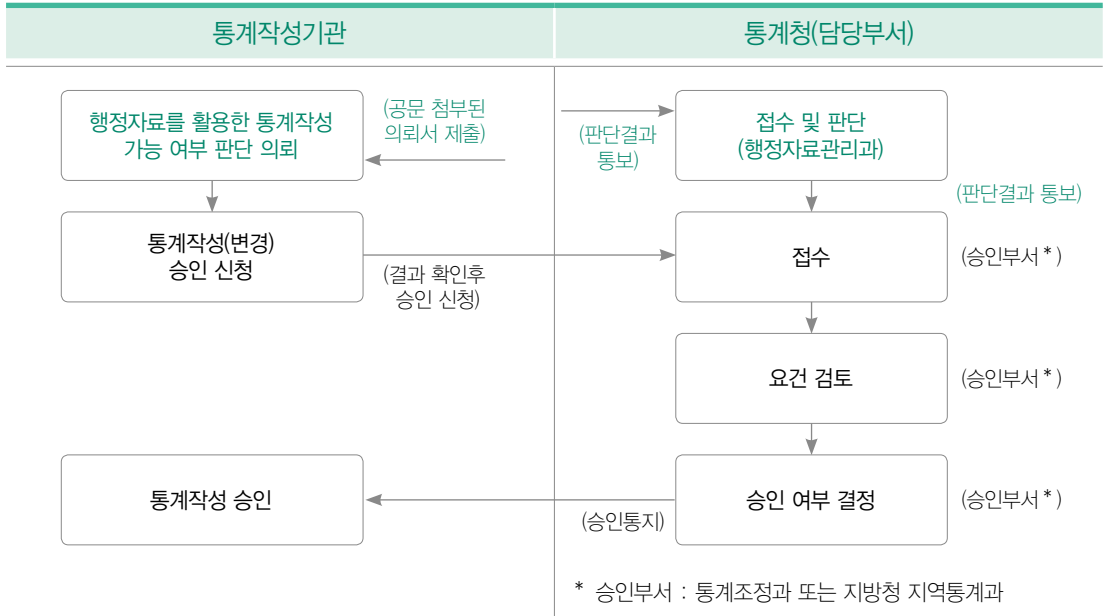 통계작성기관
통계청(담당부서)
행정자료를 활용한 통계작성
가능 여부 판단 의뢰
(공문 첨부된
의뢰서 제출)
(판단결과
통보)
접수 및 판단
(행정자료관리과)
(판단결과 통보)
통계작성(변경)
승인 신청
(결과 확인후
승인 신청)
접수
(승인부서*)
요건 검토
(승인부서*)
통계작성 승인
(승인통지)
승인 여부 결정
(승인부서*)
* 승인부서 : 통계조정과 또는 지방청 지역통계과